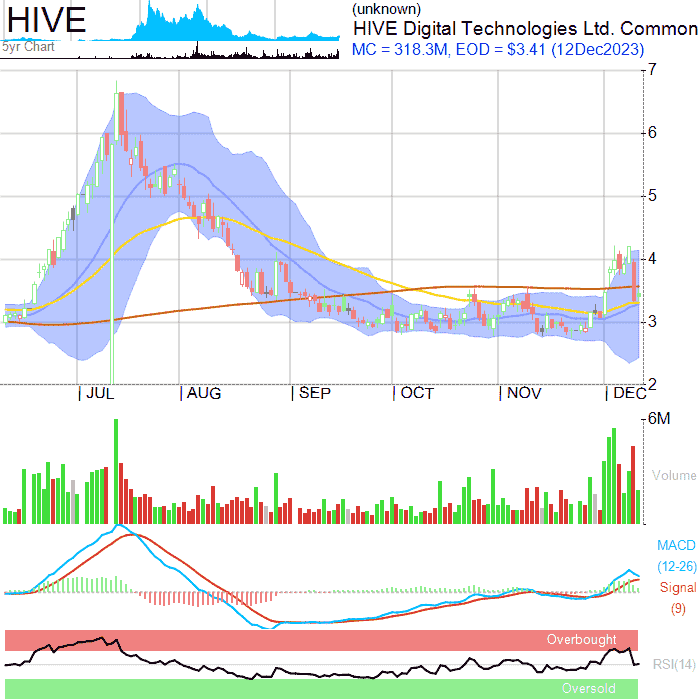 HIVE
5yr Chart
(unknown)
HIVE Digital Technologies Ltd. Common
MC = 318.3M, EOD = $3.41 (12Dec2023)
7
6
5
4
3
2
JUL AUG SEP OCT NOV DEC
6M
Volume
MACD
(12-26)
Signal
(9)
Overbought
RSI(14)
Oversold